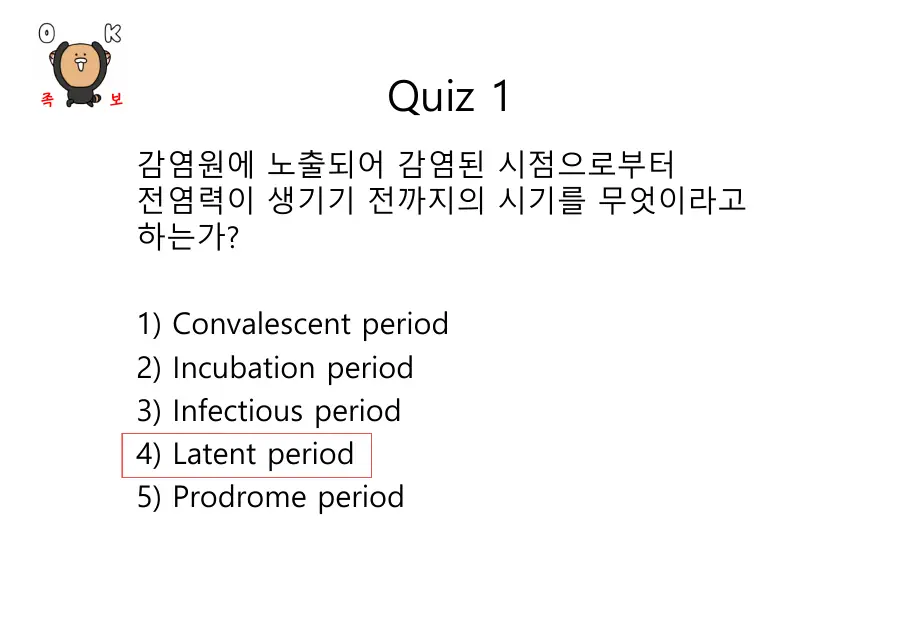 O K
족 보
Quiz 1
감염원에 노출되어 감염된 시점으로부터
전염력이 생기기 전까지의 시기를 무엇이라고
하는가?
1) Convalescent period
2) Incubation period
3) Infectious period
4) Latent period
5) Prodrome period